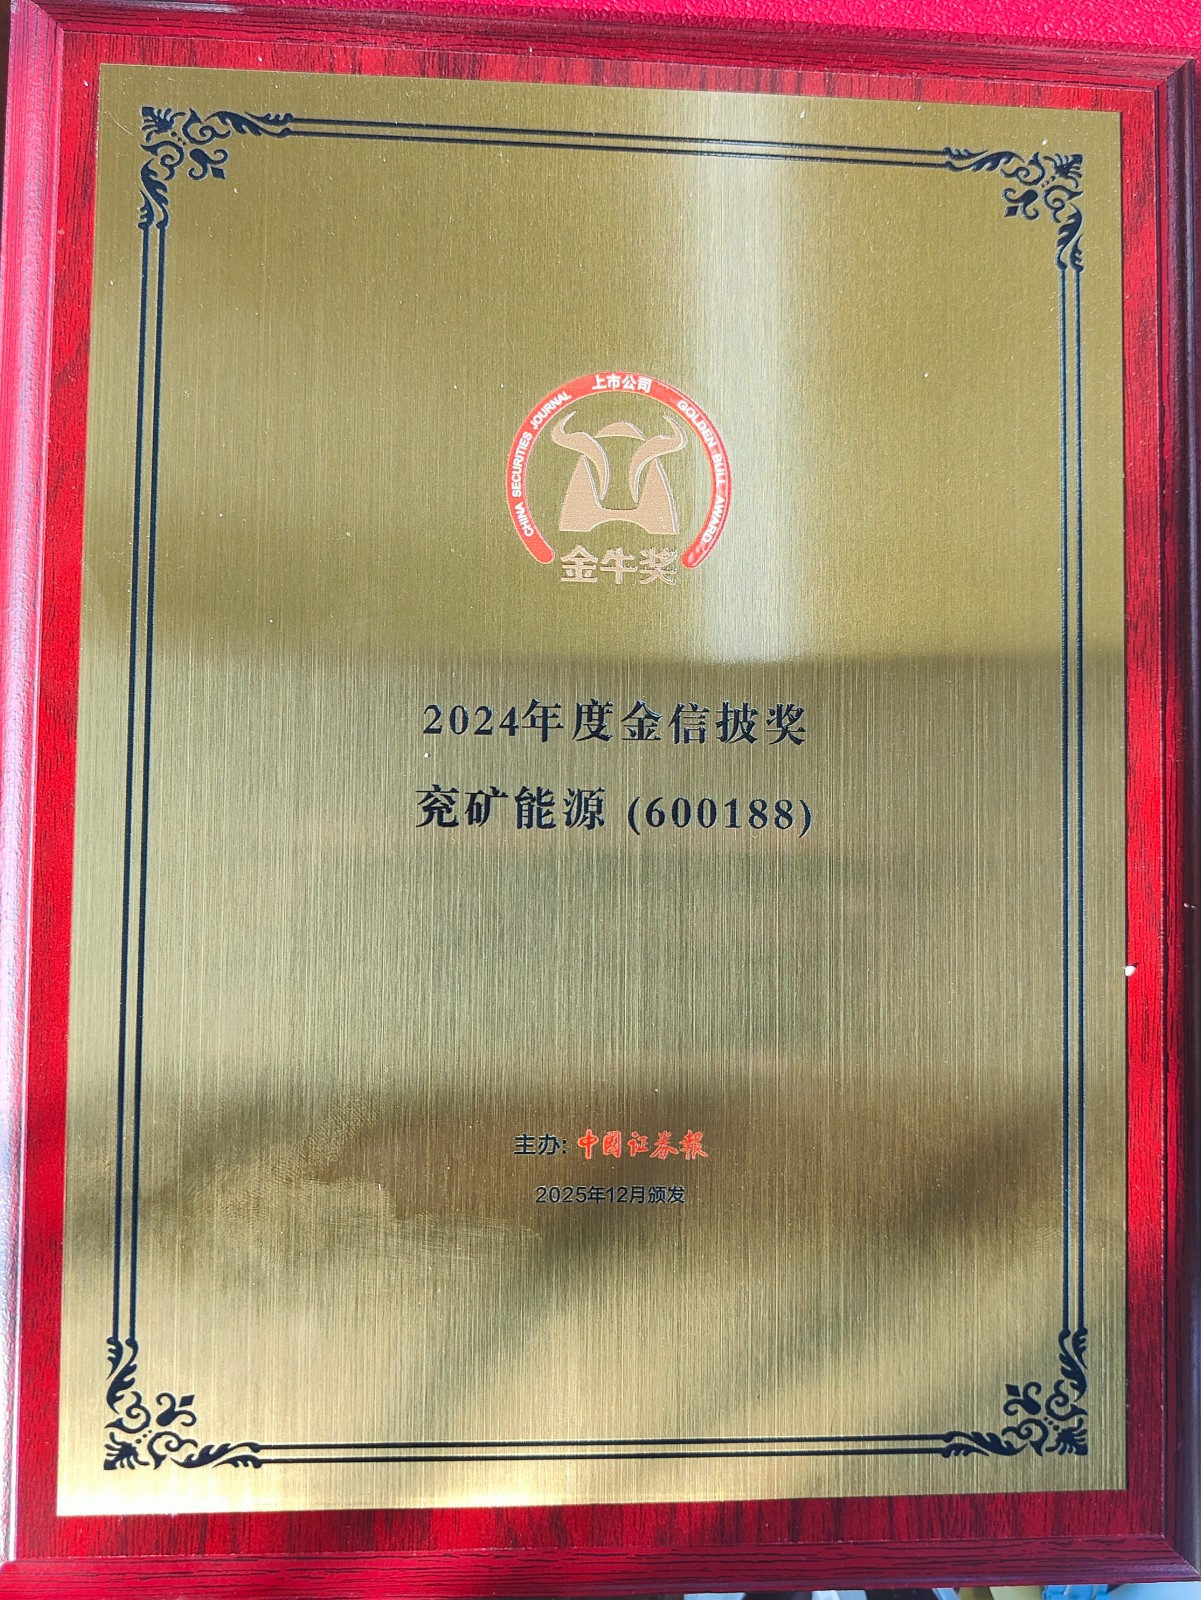 上市公司
CHINA SECURITIES JOURNAL
GOLDEN BULL AWARD
金牛奖
2024年度金信披奖
兖矿能源 (600188)
主办: 中國证券報
2025年12月颁发